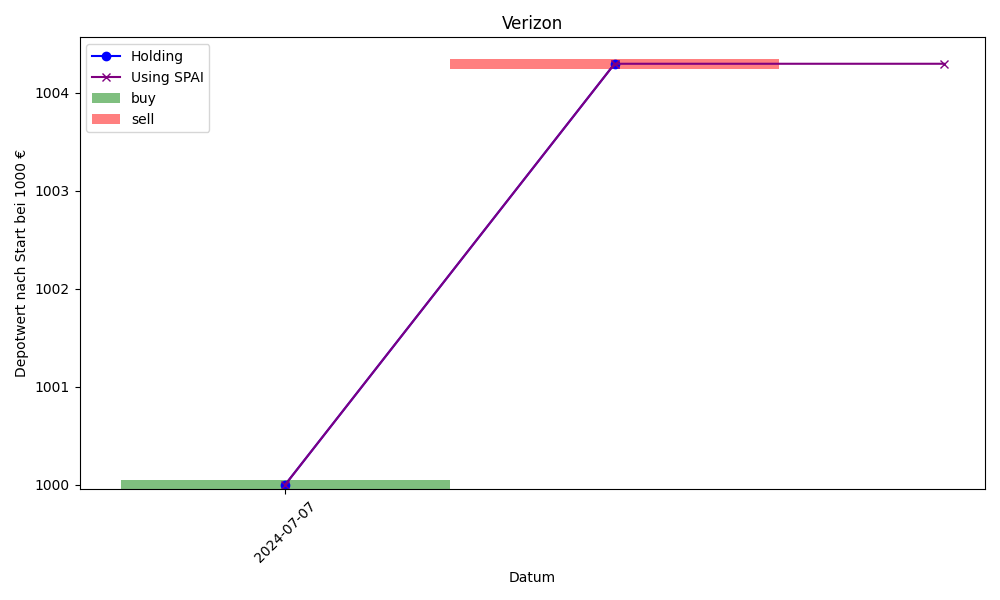 Verizon
Holding
Using SPAI
buy
sell
1004
1003
1002
1001
1000
Depotwert nach Start bei 1000 €
2024-07-07
Datum